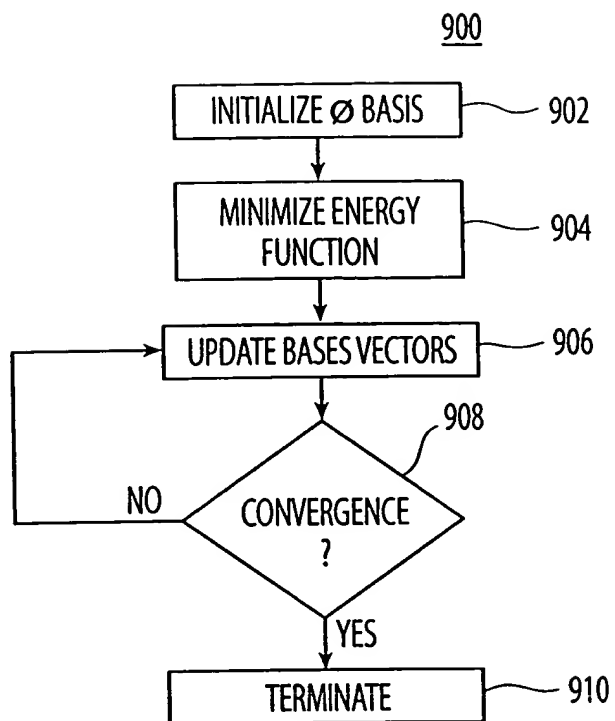 900
INITIALIZE Ø BASIS
902
MINIMIZE ENERGY
FUNCTION
904
UPDATE BASES VECTORS
906
908
CONVERGENCE
?
NO
YES
TERMINATE
910